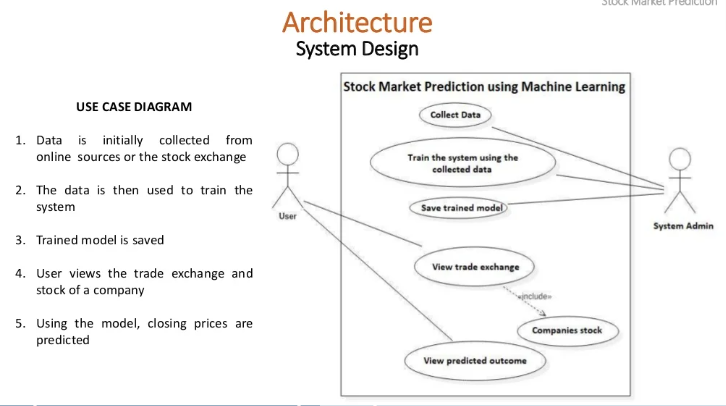 Stock Market Prediction
Architecture
System Design
USE CASE DIAGRAM
1. Data is initially collected from
online sources or the stock exchange
2. The data is then used to train the
system
3. Trained model is saved
4. User views the trade exchange and
stock of a company
5. Using the model, closing prices are
predicted
Stock Market Prediction using Machine Learning
Collect Data
Train the system using the
collected data
Save trained model
User
System Admin
View trade exchange
«include»
Companies stock
View predicted outcome